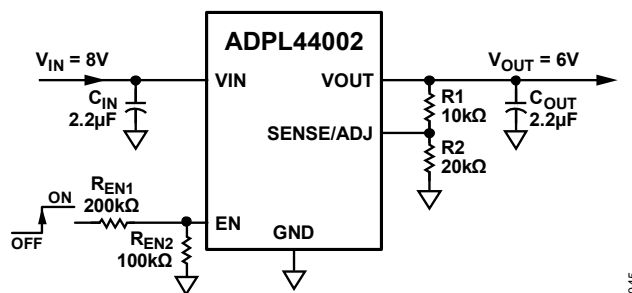 ADPL44002
V_IN = 8V
VIN
C_IN
2.2µF
VOUT
V_OUT = 6V
R1
10kΩ
C_OUT
2.2µF
SENSE/ADJ
R2
20kΩ
ON
OFF
R_EN1
200kΩ
EN
R_EN2
100kΩ
GND